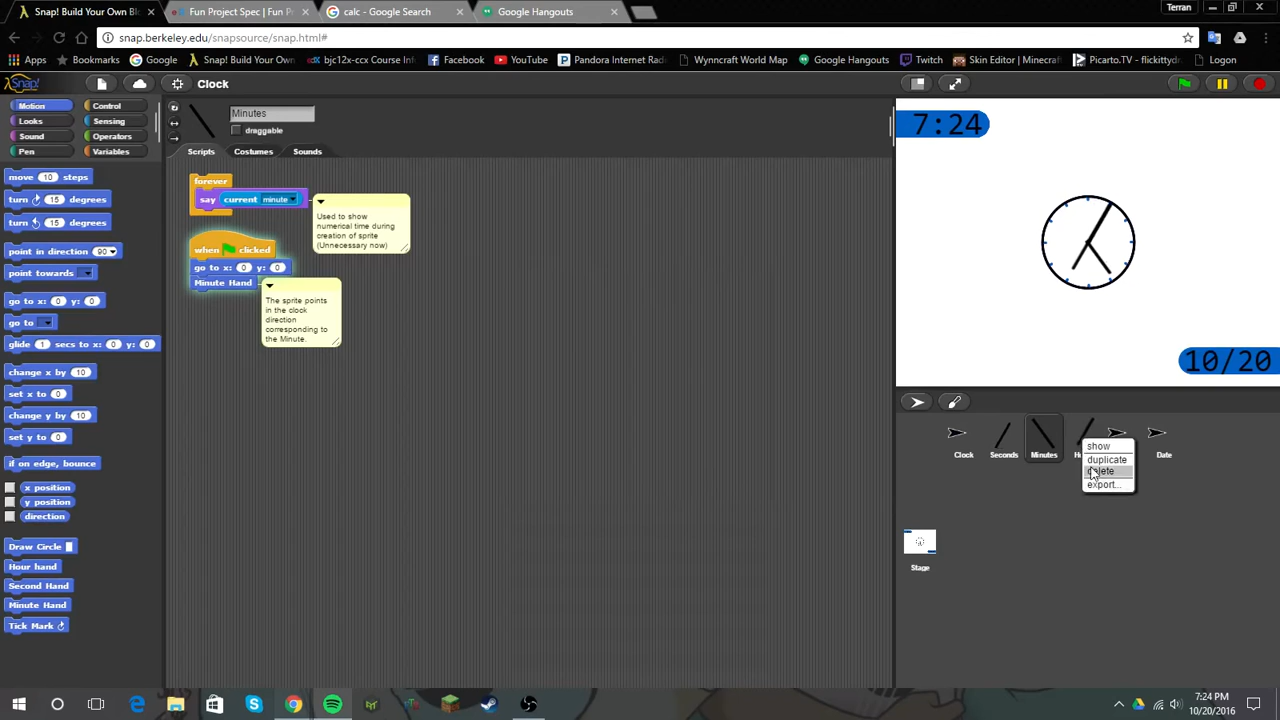 Snap! Build Your Own Blo
Fun Project Spec | Fun P
calc - Google Search
Google Hangouts
Terran
snap.berkeley.edu/snapsource/snap.html#
Apps
Bookmarks
Google
Snap! Build Your Own
bjc12x-ccx Course Info
Facebook
YouTube
Pandora Internet Rad
Wynncraft World Map
Google Hangouts
Twitch
Skin Editor | Minecraf
Picarto.TV - flickittydr
Logon
Snap!
Clock
Motion
Control
Looks
Sensing
Sound
Operators
Pen
Variables
Minutes
draggable
Scripts
Costumes
Sounds
move 10 steps
turn 15 degrees
turn 15 degrees
point in direction 90
point towards
go to x: 0 y: 0
go to
glide 1 secs to x: 0 y: 0
change x by 10
set x to 0
change y by 10
set y to 0
if on edge, bounce
x position
y position
direction
Draw Circle
Hour hand
Second Hand
Minute Hand
Tick Mark
forever
say current minute
Used to show
numerical time during
creation of sprite
(Unnecessary now)
when clicked
go to x: 0 y: 0
Minute Hand
The sprite points
in the clock
direction
corresponding to
the Minute.
7:24
10/20
Clock
Seconds
Minutes
Date
show
duplicate
delete
export...
Stage
7:24 PM
10/20/2016